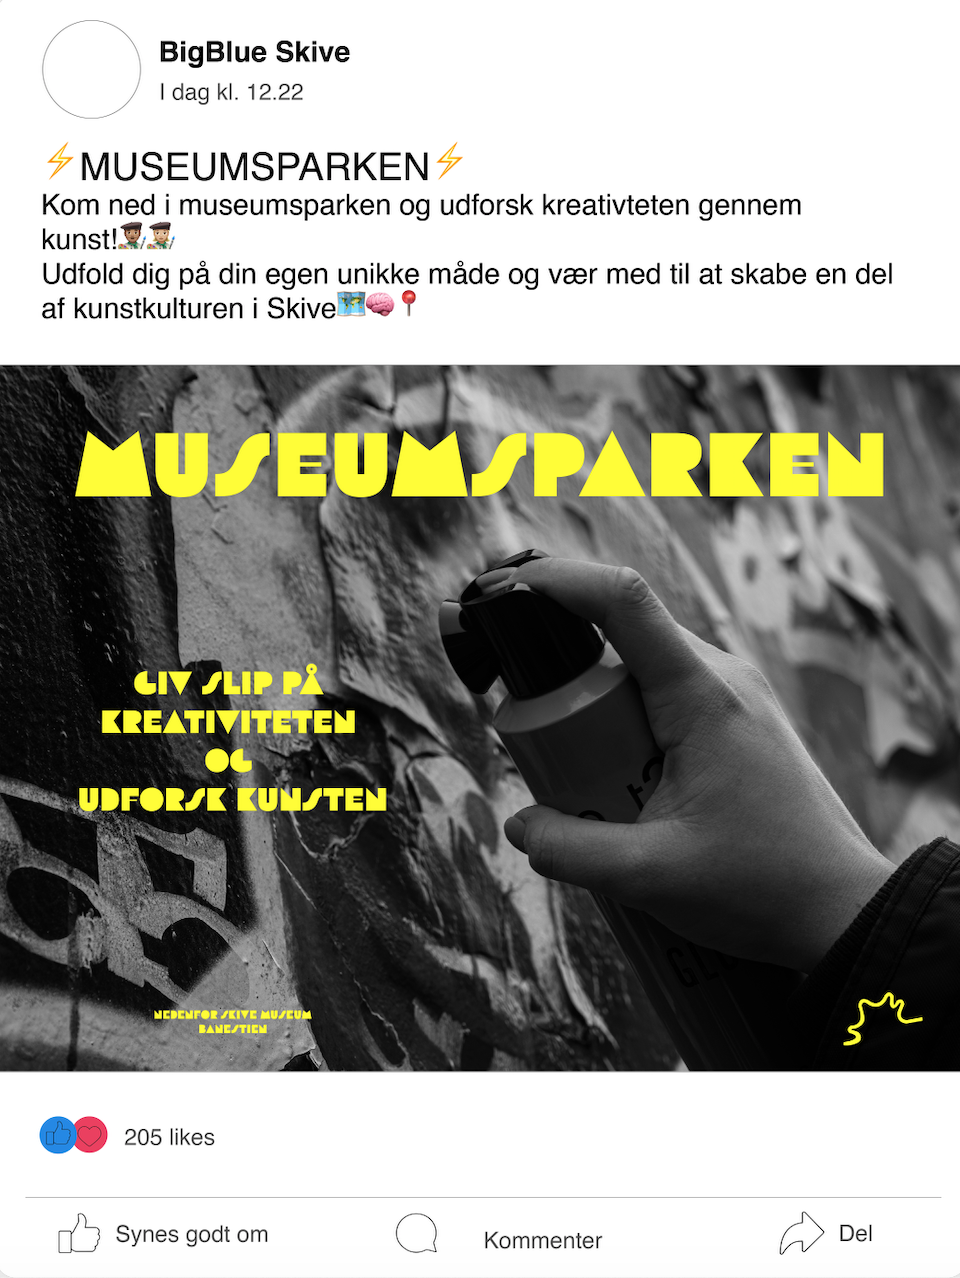 BigBlue Skive
I dag kl. 12.22
⚡MUSEUMSPARKEN⚡
Kom ned i museumsparken og udforsk kreativteten gennem
kunst!👨🏾‍🎨👩🏼‍🎨
Udfold dig på din egen unikke måde og vær med til at skabe en del
af kunstkulturen i Skive🗺️🧠📍
MUSEUMSPARKEN
GIV SLIP PÅ
KREATIVITETEN
OG
UDFORSK KUNSTEN
NEDENFOR SKIVE MUSEUM
BANESTIEN
205 likes
Synes godt om
Kommenter
Del